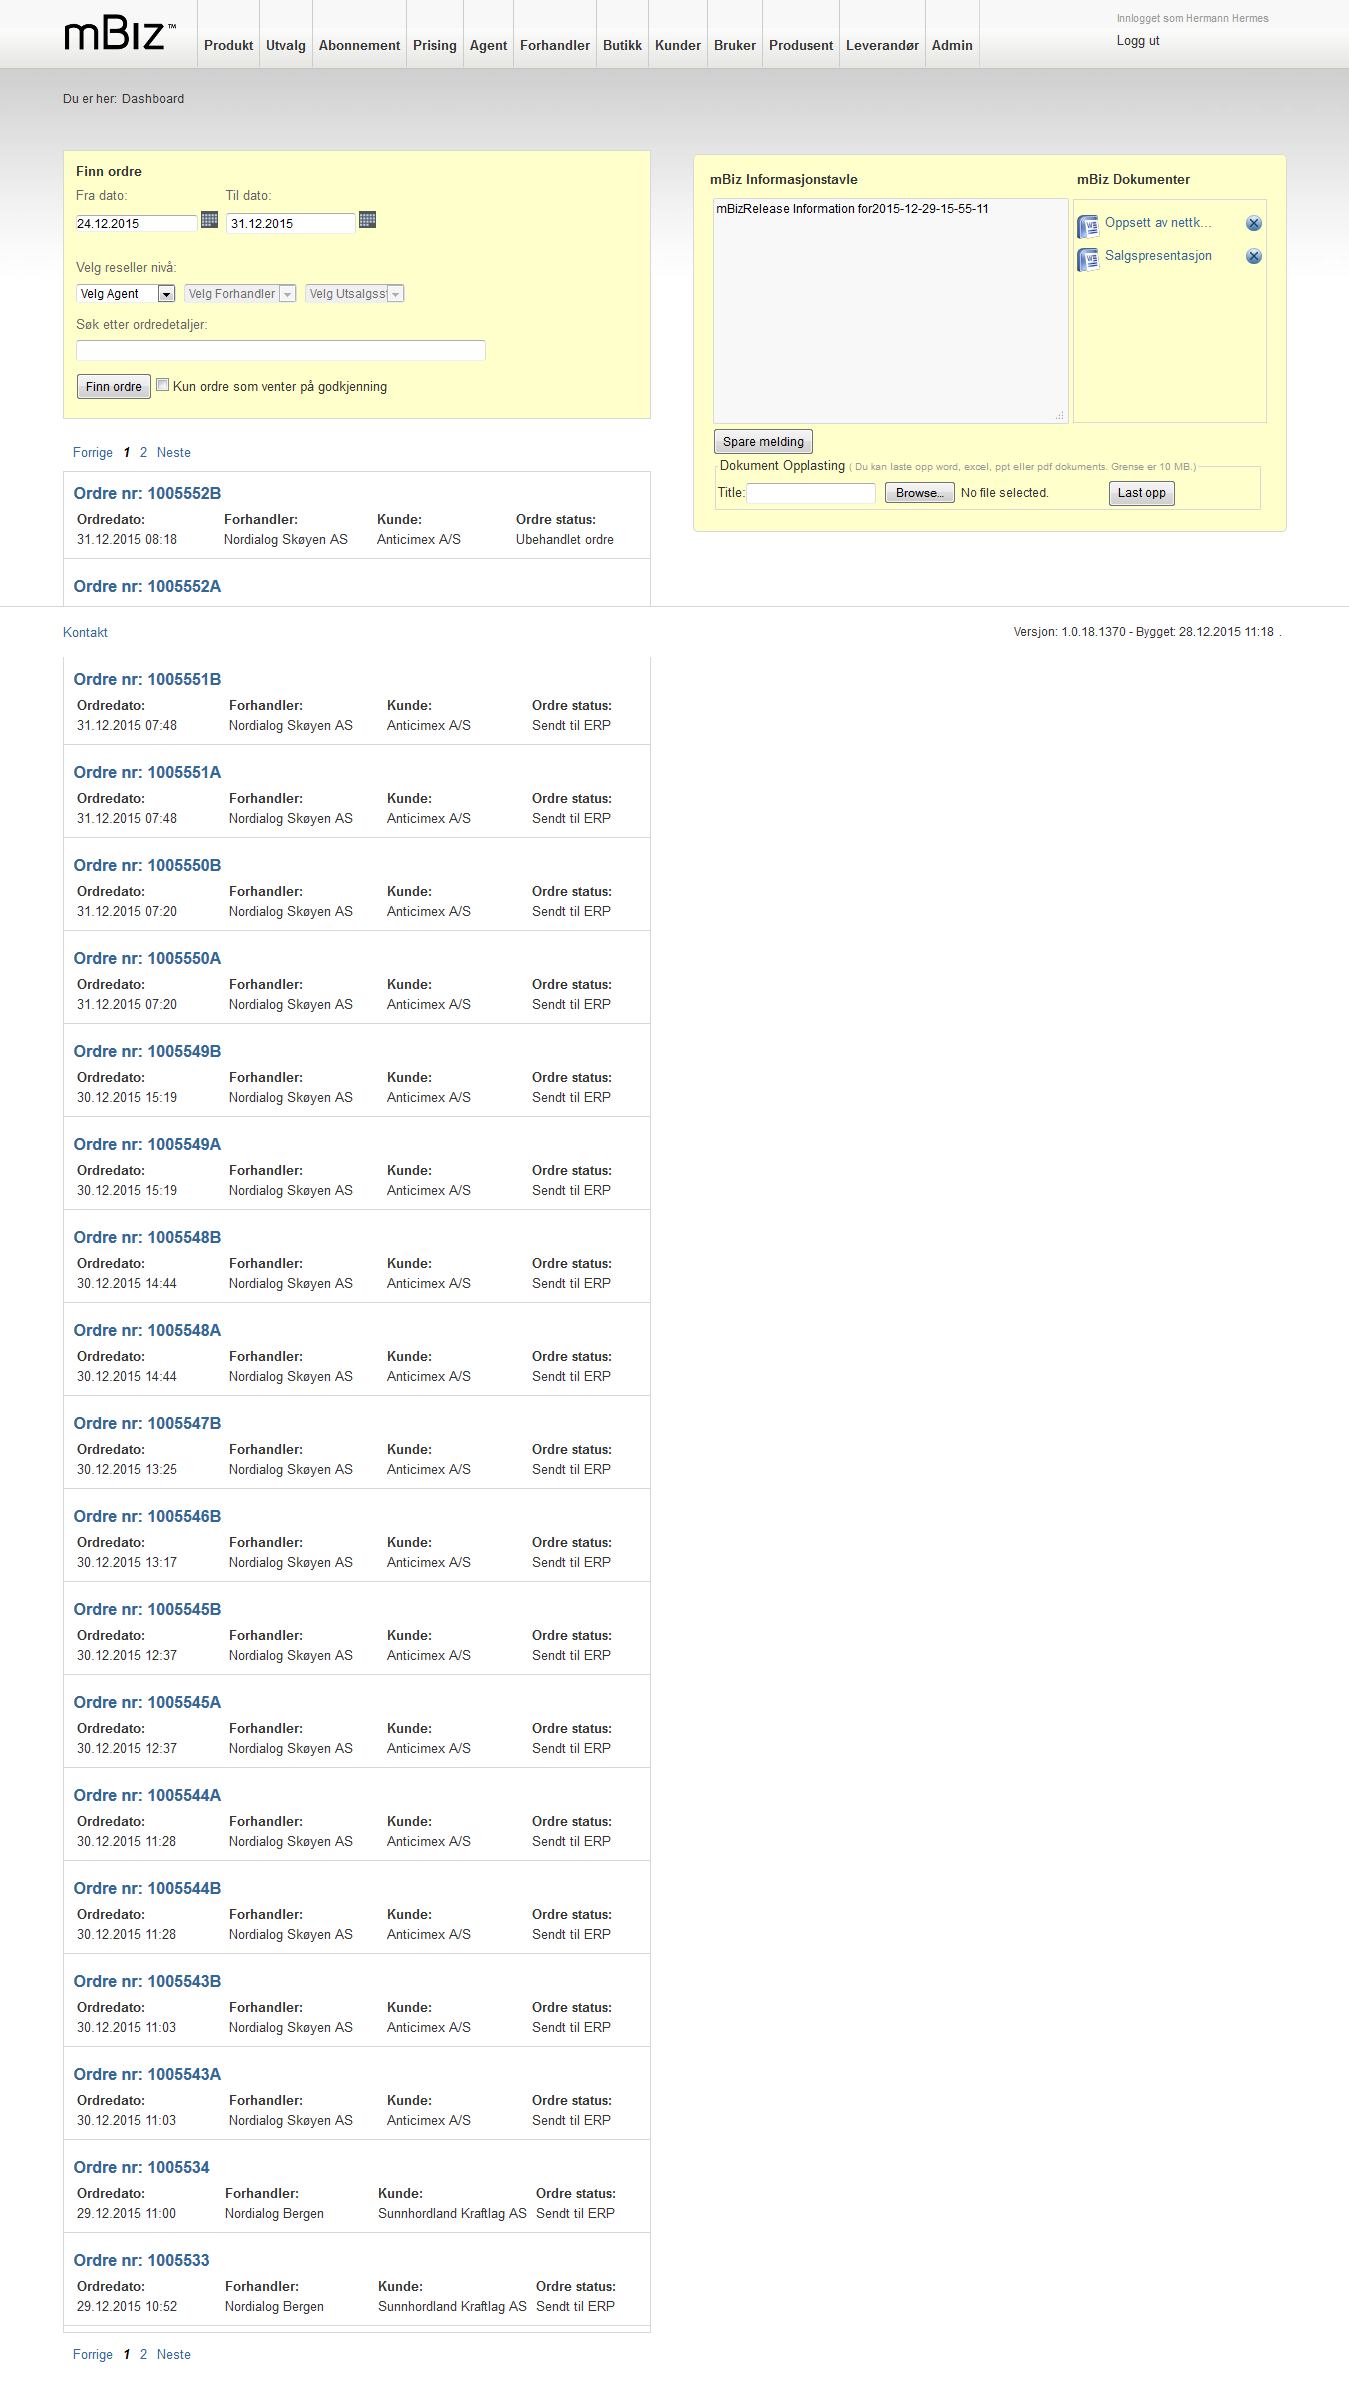 mBiz™
Produkt Utvalg Abonnement Prising Agent Forhandler Butikk Kunder Bruker Produsent Leverandør Admin
Innlogget som Hermann Hermes
Logg ut
Du er her: Dashboard
Finn ordre
Fra dato: Til dato:
24.12.2015 31.12.2015
Velg reseller nivå:
Velg Agent Velg Forhandler Velg Utsalgss
Søk etter ordredetaljer:
Finn ordre Kun ordre som venter på godkjenning
mBiz Informasjonstavle mBiz Dokumenter
mBizRelease Information for2015-12-29-15-55-11
Oppsett av nettk...
Salgspresentasjon
Spare melding
Dokument Opplasting ( Du kan laste opp word, excel, ppt eller pdf dokuments. Grense er 10 MB.)
Title: Browse... No file selected. Last opp
Forrige 1 2 Neste
Ordre nr: 1005552B
Ordredato: Forhandler: Kunde: Ordre status:
31.12.2015 08:18 Nordialog Skøyen AS Anticimex A/S Ubehandlet ordre
Ordre nr: 1005552A
Kontakt Versjon: 1.0.18.1370 - Bygget: 28.12.2015 11:18 .
Ordre nr: 1005551B
Ordredato: Forhandler: Kunde: Ordre status:
31.12.2015 07:48 Nordialog Skøyen AS Anticimex A/S Sendt til ERP
Ordre nr: 1005551A
Ordredato: Forhandler: Kunde: Ordre status:
31.12.2015 07:48 Nordialog Skøyen AS Anticimex A/S Sendt til ERP
Ordre nr: 1005550B
Ordredato: Forhandler: Kunde: Ordre status:
31.12.2015 07:20 Nordialog Skøyen AS Anticimex A/S Sendt til ERP
Ordre nr: 1005550A
Ordredato: Forhandler: Kunde: Ordre status:
31.12.2015 07:20 Nordialog Skøyen AS Anticimex A/S Sendt til ERP
Ordre nr: 1005549B
Ordredato: Forhandler: Kunde: Ordre status:
30.12.2015 15:19 Nordialog Skøyen AS Anticimex A/S Sendt til ERP
Ordre nr: 1005549A
Ordredato: Forhandler: Kunde: Ordre status:
30.12.2015 15:19 Nordialog Skøyen AS Anticimex A/S Sendt til ERP
Ordre nr: 1005548B
Ordredato: Forhandler: Kunde: Ordre status:
30.12.2015 14:44 Nordialog Skøyen AS Anticimex A/S Sendt til ERP
Ordre nr: 1005548A
Ordredato: Forhandler: Kunde: Ordre status:
30.12.2015 14:44 Nordialog Skøyen AS Anticimex A/S Sendt til ERP
Ordre nr: 1005547B
Ordredato: Forhandler: Kunde: Ordre status:
30.12.2015 13:25 Nordialog Skøyen AS Anticimex A/S Sendt til ERP
Ordre nr: 1005546B
Ordredato: Forhandler: Kunde: Ordre status:
30.12.2015 13:17 Nordialog Skøyen AS Anticimex A/S Sendt til ERP
Ordre nr: 1005545B
Ordredato: Forhandler: Kunde: Ordre status:
30.12.2015 12:37 Nordialog Skøyen AS Anticimex A/S Sendt til ERP
Ordre nr: 1005545A
Ordredato: Forhandler: Kunde: Ordre status:
30.12.2015 12:37 Nordialog Skøyen AS Anticimex A/S Sendt til ERP
Ordre nr: 1005544A
Ordredato: Forhandler: Kunde: Ordre status:
30.12.2015 11:28 Nordialog Skøyen AS Anticimex A/S Sendt til ERP
Ordre nr: 1005544B
Ordredato: Forhandler: Kunde: Ordre status:
30.12.2015 11:28 Nordialog Skøyen AS Anticimex A/S Sendt til ERP
Ordre nr: 1005543B
Ordredato: Forhandler: Kunde: Ordre status:
30.12.2015 11:03 Nordialog Skøyen AS Anticimex A/S Sendt til ERP
Ordre nr: 1005543A
Ordredato: Forhandler: Kunde: Ordre status:
30.12.2015 11:03 Nordialog Skøyen AS Anticimex A/S Sendt til ERP
Ordre nr: 1005534
Ordredato: Forhandler: Kunde: Ordre status:
29.12.2015 11:00 Nordialog Bergen Sunnhordland Kraftlag AS Sendt til ERP
Ordre nr: 1005533
Ordredato: Forhandler: Kunde: Ordre status:
29.12.2015 10:52 Nordialog Bergen Sunnhordland Kraftlag AS Sendt til ERP
Forrige 1 2 Neste